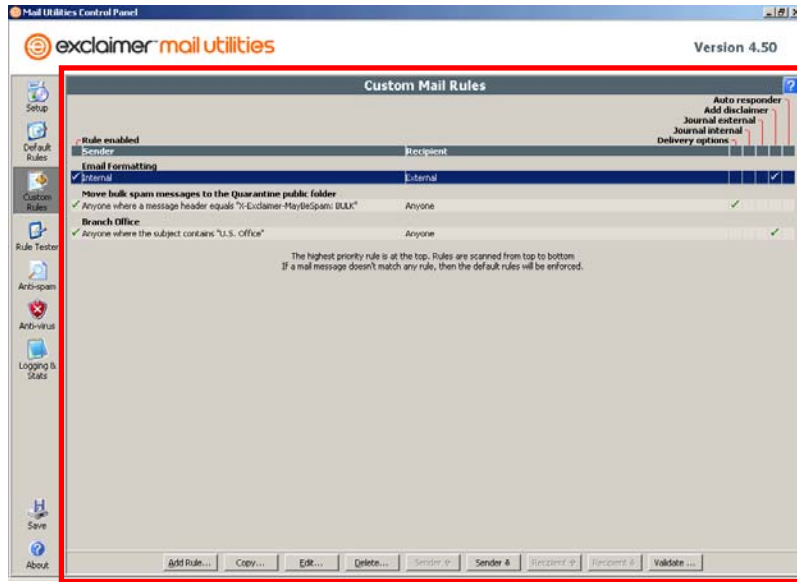 Mail Utilities Control Panel
exclaimer mail utilities
Version 4.50
Custom Mail Rules
?
Auto responder
Add disclaimer
Journal external
Journal internal
Delivery options
Rule enabled
Sender Recipient
Email Formatting
Internal External
Move bulk spam messages to the Quarantine public folder
Anyone where a message header equals "X-Exclaimer-MayBeSpam: BULK" Anyone
Branch Office
Anyone where the subject contains "U.S. Office" Anyone
The highest priority rule is at the top. Rules are scanned from top to bottom
If a mail message doesn't match any rule, then the default rules will be enforced.
Setup
Default
Rules
Custom
Rules
Rule Tester
Anti-spam
Anti-virus
Logging &
Stats
Save
About
Add Rule... Copy... Edit... Delete... Sender Sender Recipient Recipient Validate ...